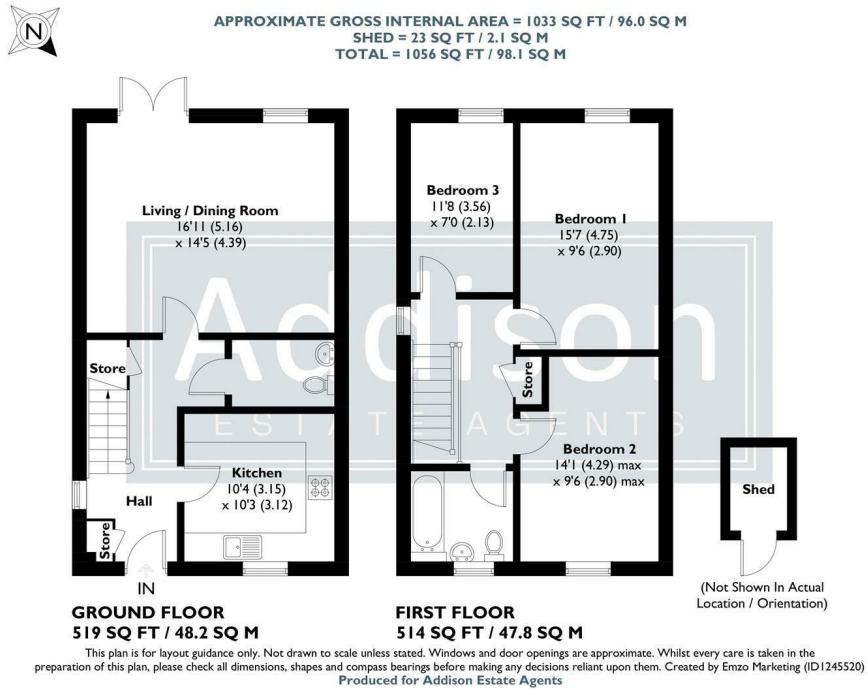 N
APPROXIMATE GROSS INTERNAL AREA = 1033 SQ FT / 96.0 SQ M
SHED = 23 SQ FT / 2.1 SQ M
TOTAL = 1056 SQ FT / 98.1 SQ M
Living / Dining Room
16'11 (5.16)
x 14'5 (4.39)
Store
Kitchen
10'4 (3.15)
x 10'3 (3.12)
Hall
Store
IN
GROUND FLOOR
519 SQ FT / 48.2 SQ M
Bedroom 3
11'8 (3.56)
x 7'0 (2.13)
Bedroom 1
15'7 (4.75)
x 9'6 (2.90)
Store
Bedroom 2
14'1 (4.29) max
x 9'6 (2.90) max
FIRST FLOOR
514 SQ FT / 47.8 SQ M
Addison
ESTATE AGENTS
Shed
(Not Shown In Actual
Location / Orientation)
This plan is for layout guidance only. Not drawn to scale unless stated. Windows and door openings are approximate. Whilst every care is taken in the
preparation of this plan, please check all dimensions, shapes and compass bearings before making any decisions reliant upon them. Created by Emzo Marketing (ID1245520)
Produced for Addison Estate Agents